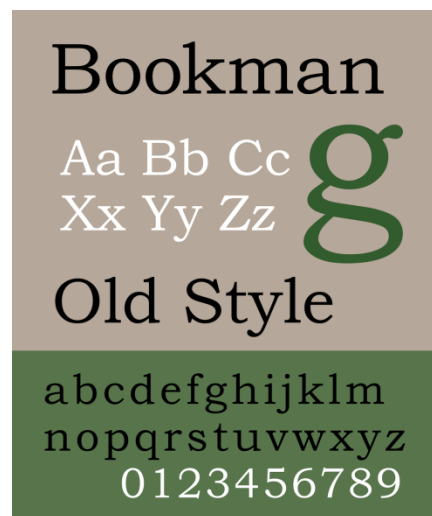 Bookman
Aa Bb Cc
Xx Yy Zz
g
Old Style
abcdefghijklm
nopqrstuvwxyz
0123456789